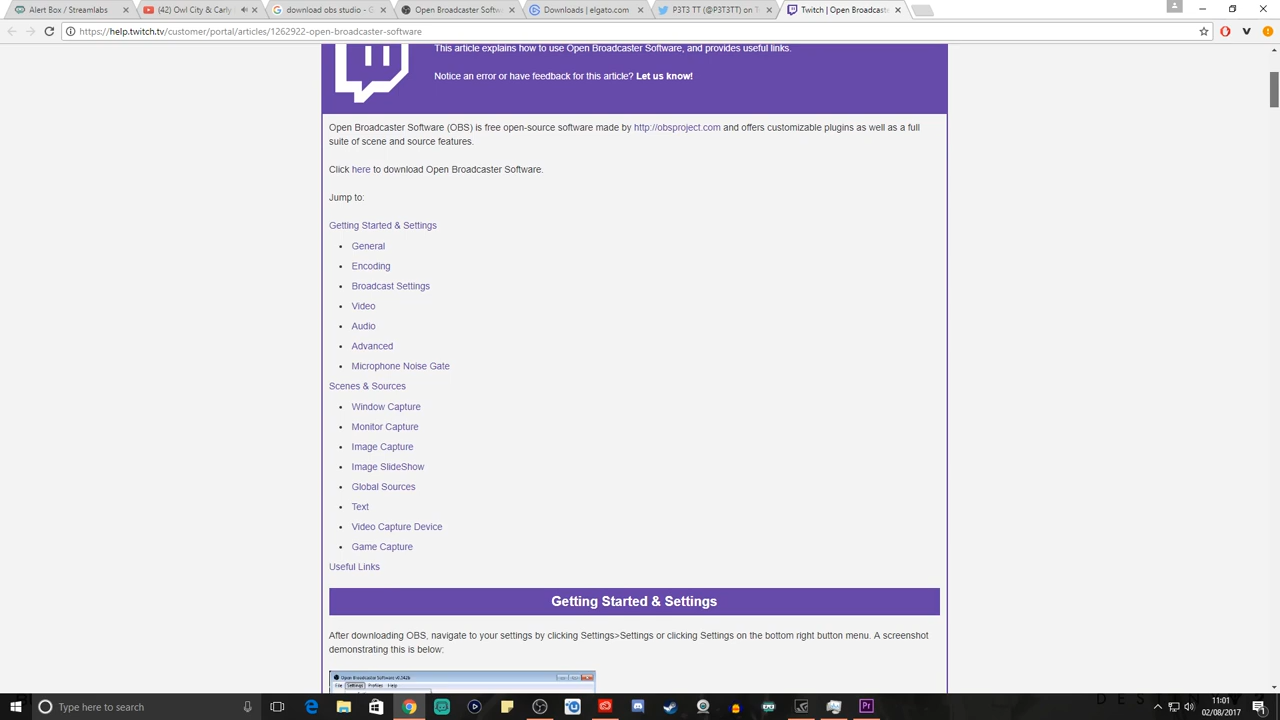 Alert Box / Streamlabs
(42) Owl City & Carly
download obs studio - G
Open Broadcaster Softw
Downloads | elgato.com
P3T3 TT (@P3T3TT) on T
Twitch | Open Broadcast
https://help.twitch.tv/customer/portal/articles/1262922-open-broadcaster-software
This article explains how to use Open Broadcaster Software, and provides useful links.
Notice an error or have feedback for this article? Let us know!
Open Broadcaster Software (OBS) is free open-source software made by http://obsproject.com and offers customizable plugins as well as a full
suite of scene and source features.
Click here to download Open Broadcaster Software.
Jump to:
Getting Started & Settings
• General
• Encoding
• Broadcast Settings
• Video
• Audio
• Advanced
• Microphone Noise Gate
Scenes & Sources
• Window Capture
• Monitor Capture
• Image Capture
• Image SlideShow
• Global Sources
• Text
• Video Capture Device
• Game Capture
Useful Links
Getting Started & Settings
After downloading OBS, navigate to your settings by clicking Settings>Settings or clicking Settings on the bottom right button menu. A screenshot
demonstrating this is below:
File Settings Profiles Help
Type here to search
11:01
02/08/2017